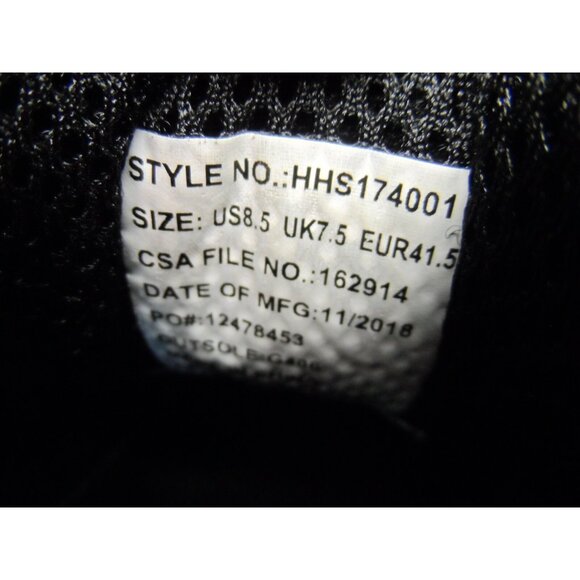 STYLE NO.:HHS174001
SIZE: US8.5 UK7.5 EUR41.5
CSA FILE NO.:162914
DATE OF MFG:11/2018
PO#:12478453
OUTSOLE: